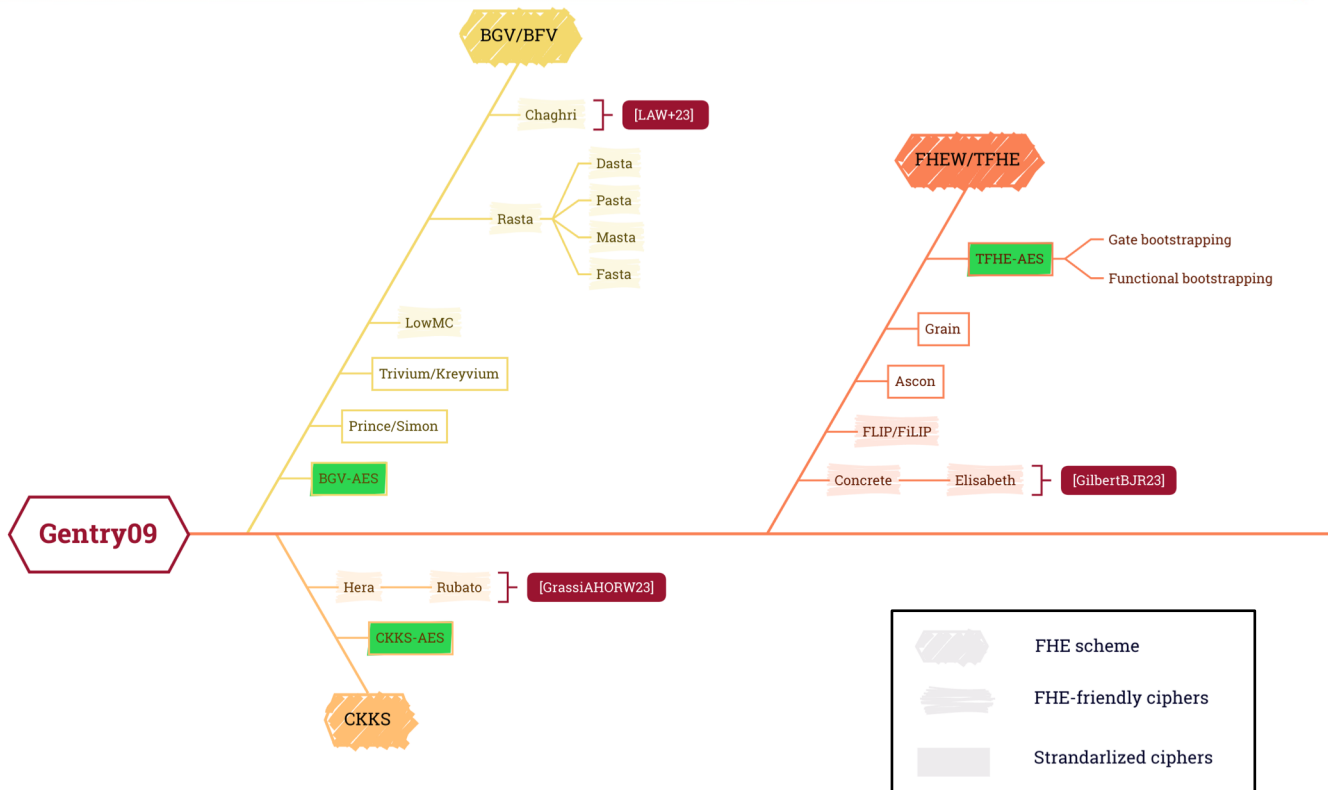 BGV/BFV
Chaghri
[LAW+23]
Dasta
Rasta
Pasta
Masta
Fasta
LowMC
Trivium/Kreyvium
Prince/Simon
BGV-AES
FHEW/TFHE
TFHE-AES
Gate bootstrapping
Functional bootstrapping
Grain
Ascon
FLIP/FiLIP
Concrete
Elisabeth
[GilbertBJR23]
Gentry09
Hera
Rubato
[GrassiAHORW23]
CKKS-AES
CKKS
FHE scheme
FHE-friendly ciphers
Strandarlized ciphers